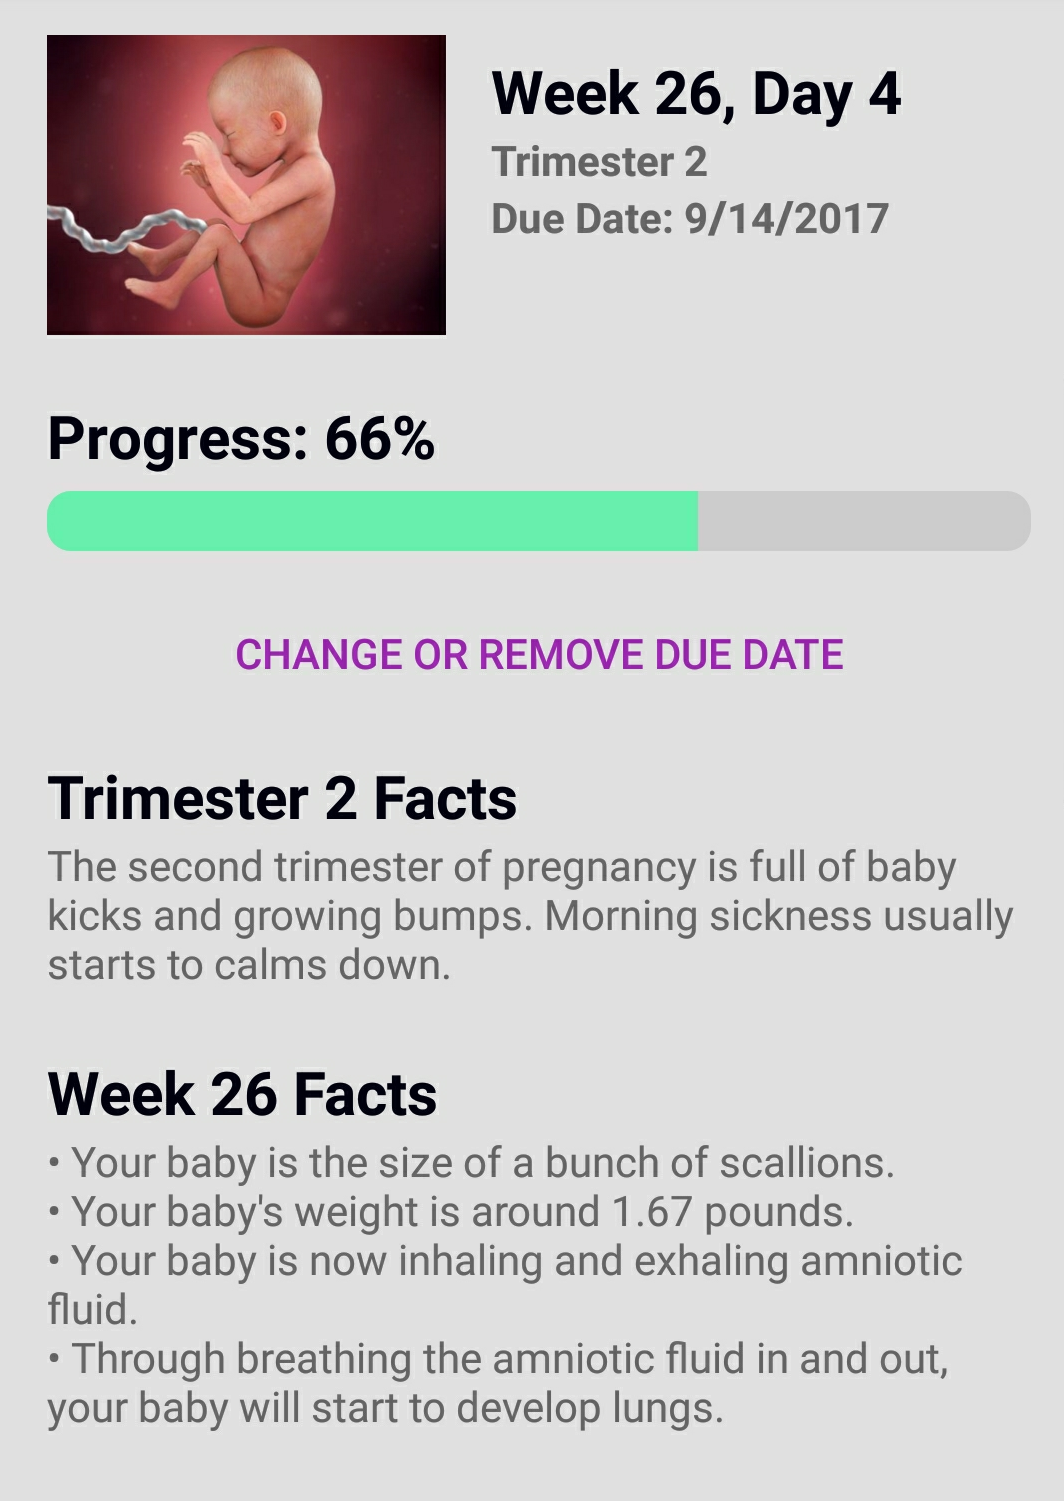 Week 26, Day 4
Trimester 2
Due Date: 9/14/2017
Progress: 66%
CHANGE OR REMOVE DUE DATE
Trimester 2 Facts
The second trimester of pregnancy is full of baby
kicks and growing bumps. Morning sickness usually
starts to calms down.
Week 26 Facts
• Your baby is the size of a bunch of scallions.
• Your baby's weight is around 1.67 pounds.
• Your baby is now inhaling and exhaling amniotic
fluid.
• Through breathing the amniotic fluid in and out,
your baby will start to develop lungs.